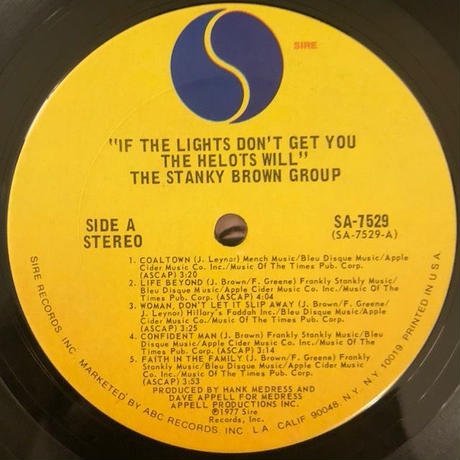 SIRE
"IF THE LIGHTS DON'T GET YOU
THE HELOTS WILL"
THE STANKY BROWN GROUP
SIDE A
STEREO
SA-7529
(SA-7529-A)
1. COALTOWN (J. Leynor) Mench Music/Bleu Disque Music/Apple
Cider Music Co. Inc./Music Of The Times Pub. Corp.
(ASCAP) 3:20
2. LIFE BEYOND (J. Brown/F. Greene) Frankly Stankly Music/
Bleu Disque Music/Apple Cider Music Co. Inc./Music Of
The Times Pub. Corp. (ASCAP) 4:04
3. WOMAN, DON'T LET IT SLIP AWAY (J. Brown/F. Greene/
J. Leynor) Hillary's Faddah Inc./Bleu Disque Music/Apple
Cider Music Co./Music Of The Times Pub. Corp. (ASCAP)
3:25
4. CONFIDENT MAN (J. Brown) Frankly Stankly Music/Bleu
Disque Music/Apple Cider Music Co. Inc./Music Of The
Times Pub. Corp. (ASCAP) 3:14
5. FAITH IN THE FAMILY (J. Brown/F. Greene) Frankly
Stankly Music/Bleu Disque Music/Apple Cider Music Co.
Inc./Music Of The Times Pub. Corp.
(ASCAP) 3:53
PRODUCED BY HANK MEDRESS AND
DAVE APPELL FOR MEDRESS
APPELL PRODUCTIONS INC.
Ⓟ1977 Sire
Records, Inc.
SIRE RECORDS, INC. MARKETED BY ABC RECORDS, INC. L.A. CALIF. 90048, N.Y. N.Y. 10019. PRINTED IN U.S.A.